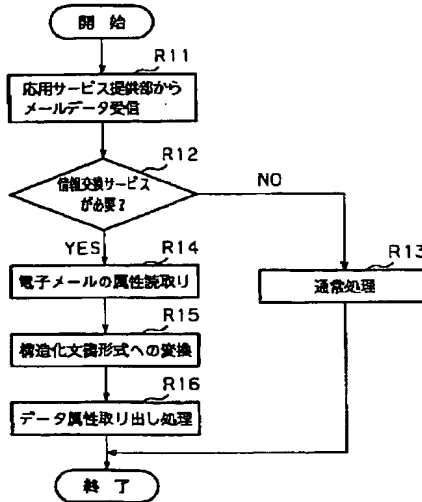 開始
R11
応用サービス提供部から
メールデータ受信
R12
情報交換サービス
が必要?
NO
YES
R14
R13
電子メールの属性読取り
通常処理
R15
構造化文書形式への変換
R16
データ属性取り出し処理
終了